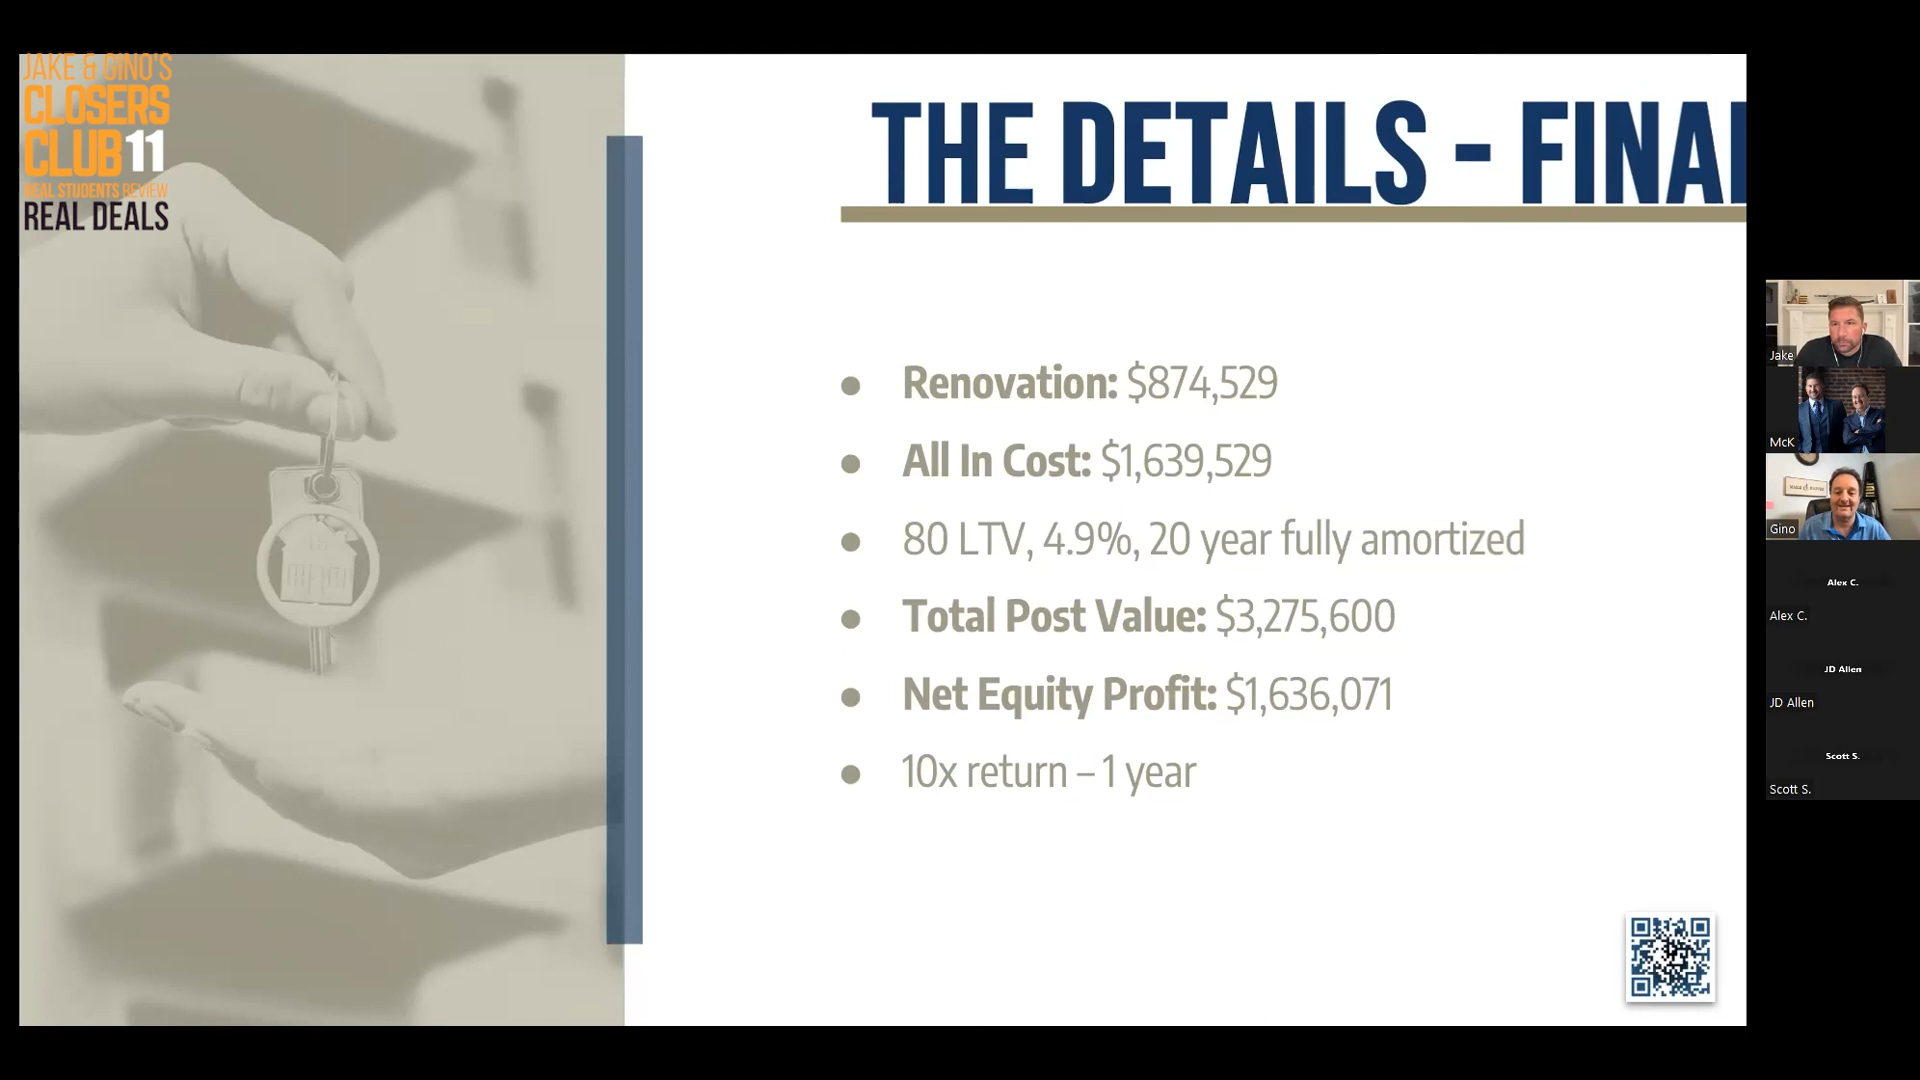 JAKE & GINO'S
CLOSERS
CLUB 11
REAL STUDENTS REVIEW
REAL DEALS
THE DETAILS - FINA
● Renovation: $874,529
● All In Cost: $1,639,529
● 80 LTV, 4.9%, 20 year fully amortized
● Total Post Value: $3,275,600
● Net Equity Profit: $1,636,071
● 10x return – 1 year
Jake
McK
Gino
Alex C.
Alex C.
JD Allen
JD Allen
Scott S.
Scott S.